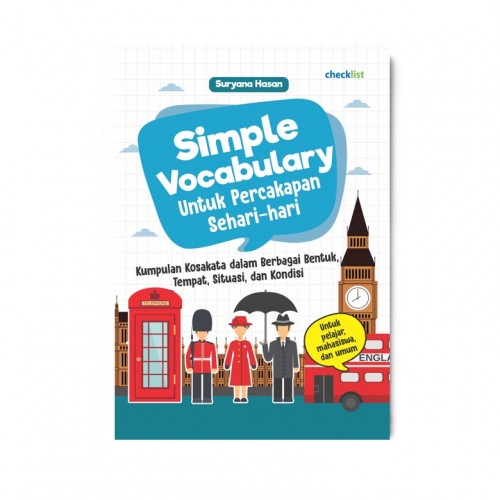 Suryana Hasan
checklist
Simple
Vocabulary
Untuk Percakapan
Sehari-hari
Kumpulan Kosakata dalam Berbagai Bentuk,
Tempat, Situasi, dan Kondisi
TELEPHONE
Untuk
pelajar,
mahasiswa,
dan umum
ENGLA